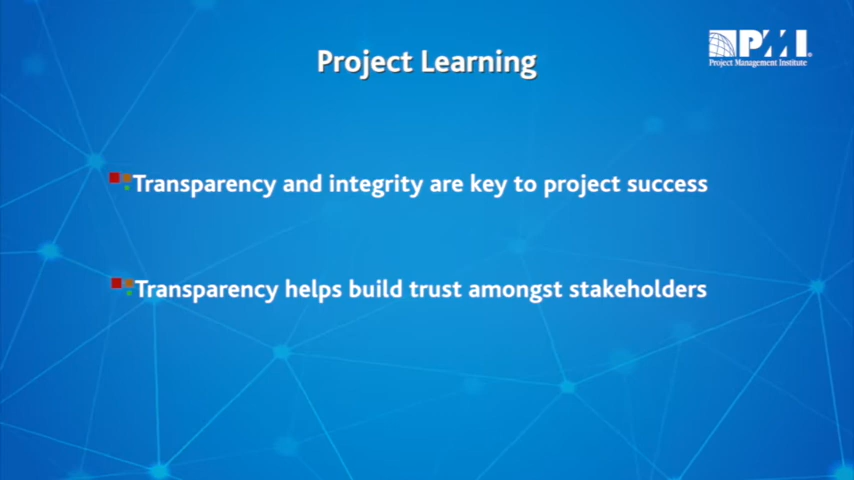 Project Learning
PMI®
Project Management Institute
Transparency and integrity are key to project success
Transparency helps build trust amongst stakeholders